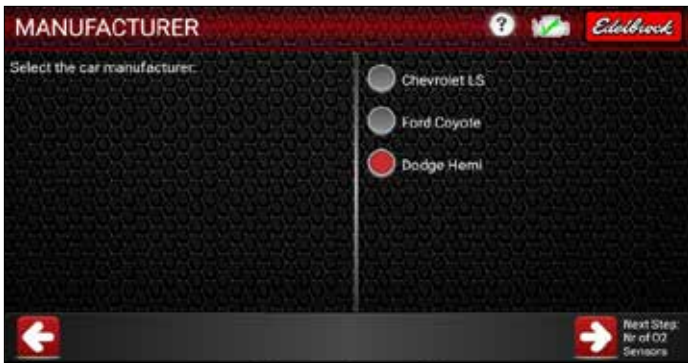 MANUFACTURER
?
Edelbrock
Select the car manufacturer:
Chevrolet LS
Ford Coyote
Dodge Hemi
Next Step:
Nr of O2
Sensors